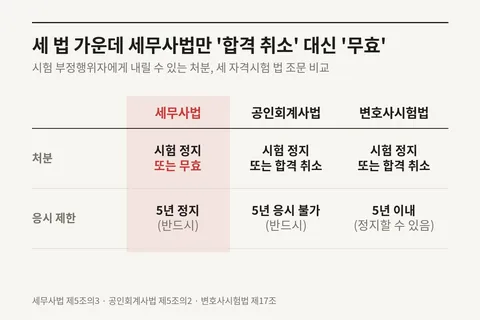 세 법 가운데 세무사법만 '합격 취소' 대신 '무효'
시험 부정행위자에게 내릴 수 있는 처분, 세 자격시험 법 조문 비교
세무사법 공인회계사법 변호사시험법
처분
시험 정지 시험 정지 시험 정지
또는 무효 또는 합격 취소 또는 합격 취소
응시 제한
5년 정지 5년 응시 불가 5년 이내
(반드시) (반드시) (정지할 수 있음)
세무사법 제5조의3 · 공인회계사법 제5조의2 · 변호사시험법 제17조